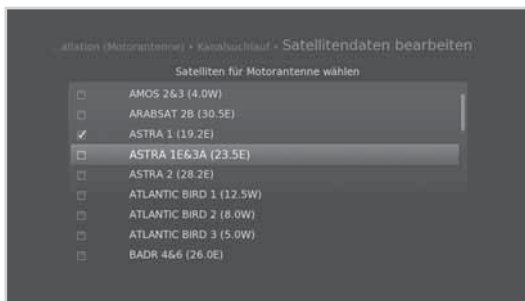 ...allation (Motorantenne) • Kanalsuchlauf • Satellitendaten bearbeiten
Satelliten für Motorantenne wählen
AMOS 2&3 (4.0W)
ARABSAT 2B (30.5E)
ASTRA 1 (19.2E)
ASTRA 1E&3A (23.5E)
ASTRA 2 (28.2E)
ATLANTIC BIRD 1 (12.5W)
ATLANTIC BIRD 2 (8.0W)
ATLANTIC BIRD 3 (5.0W)
BADR 4&6 (26.0E)